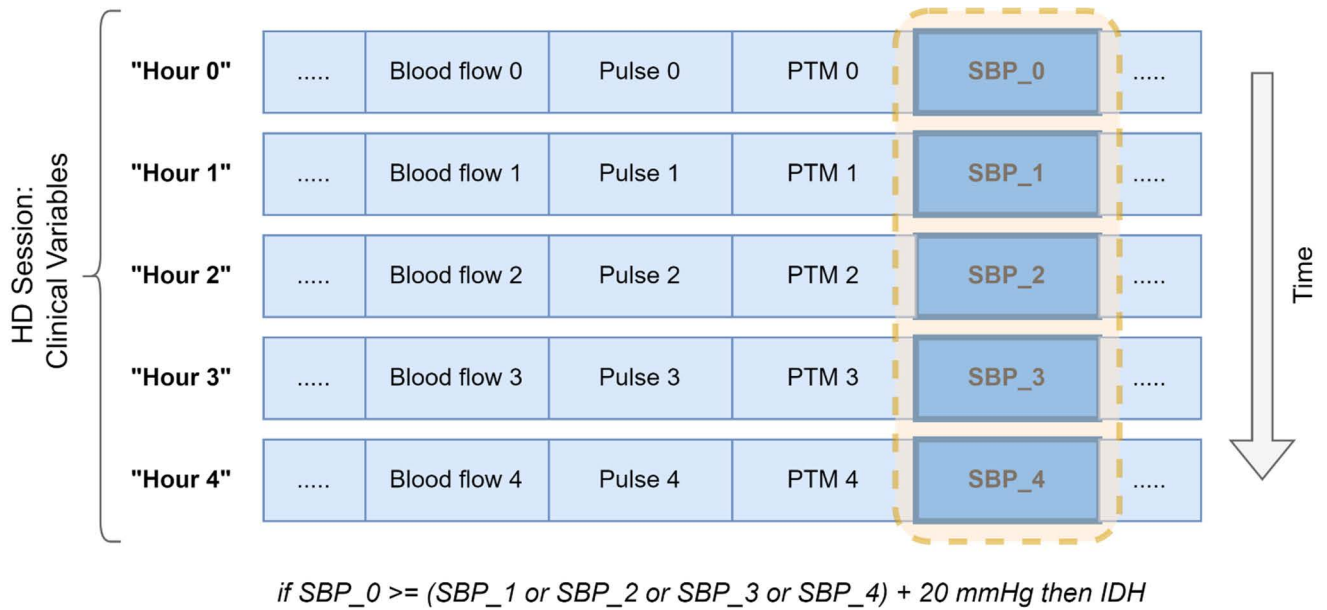 HD Session:
Clinical Variables
"Hour 0" ..... Blood flow 0 Pulse 0 PTM 0 SBP_0 .....
"Hour 1" ..... Blood flow 1 Pulse 1 PTM 1 SBP_1 .....
"Hour 2" ..... Blood flow 2 Pulse 2 PTM 2 SBP_2 .....
"Hour 3" ..... Blood flow 3 Pulse 3 PTM 3 SBP_3 .....
"Hour 4" ..... Blood flow 4 Pulse 4 PTM 4 SBP_4 .....
Time
if SBP_0 >= (SBP_1 or SBP_2 or SBP_3 or SBP_4) + 20 mmHg then IDH